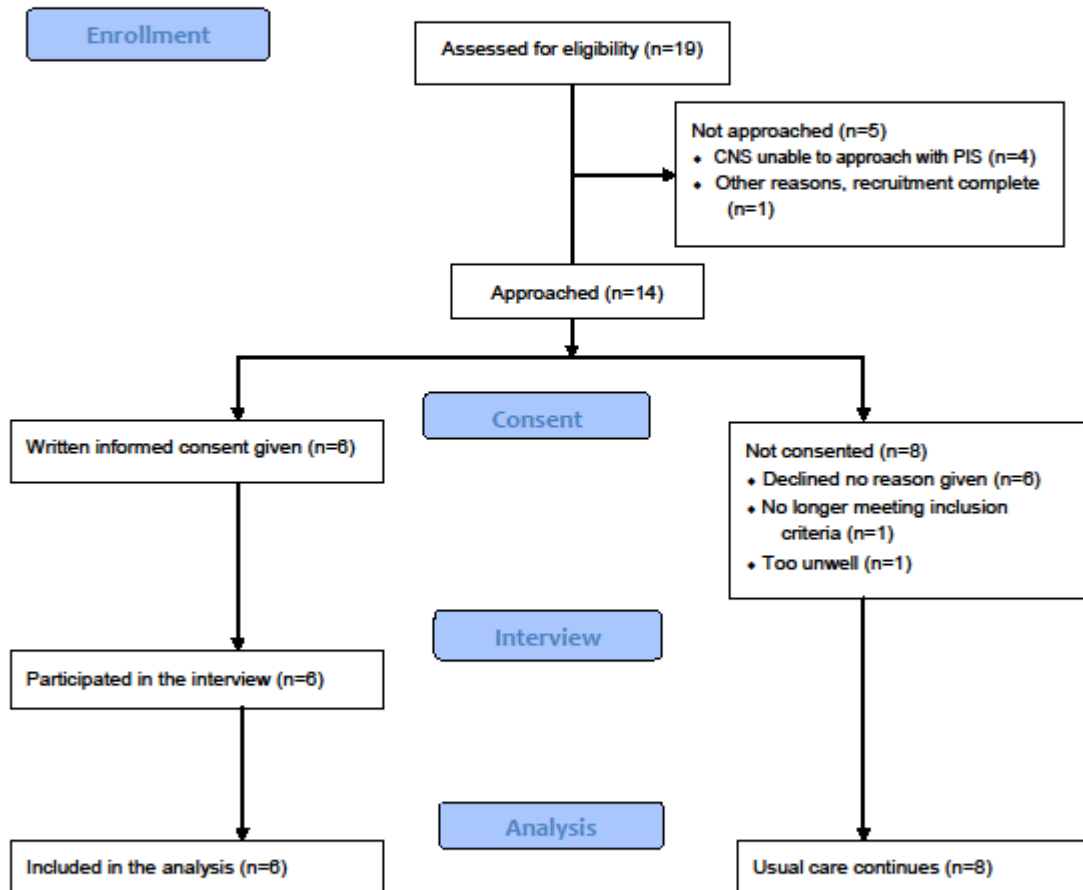 Enrollment
Assessed for eligibility (n=19)
Not approached (n=5)
⬥ CNS unable to approach with PIS (n=4)
⬥ Other reasons, recruitment complete
(n=1)
Approached (n=14)
Consent
Written informed consent given (n=6)
Not consented (n=8)
⬥ Declined no reason given (n=6)
⬥ No longer meeting inclusion
criteria (n=1)
⬥ Too unwell (n=1)
Interview
Participated in the interview (n=6)
Analysis
Included in the analysis (n=6)
Usual care continues (n=8)